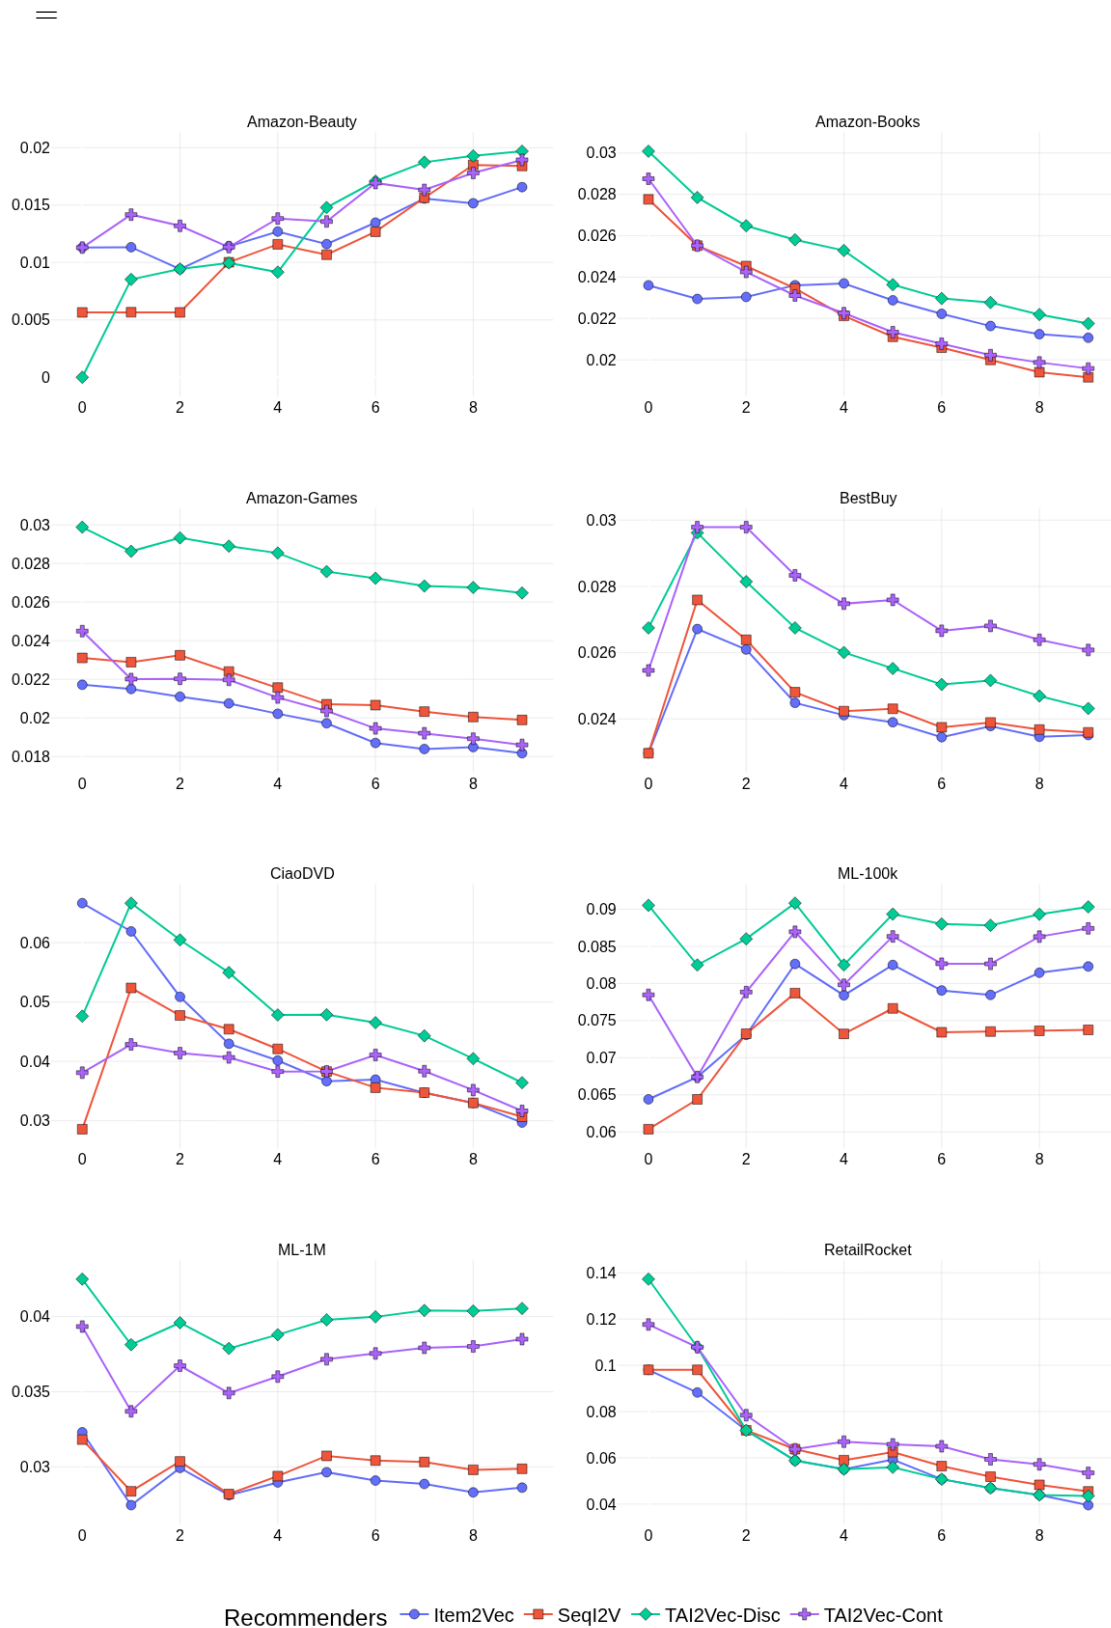 Amazon-Beauty
Amazon-Books
0.02
0.015
0.01
0.005
0
0 2 4 6 8
0.03
0.028
0.026
0.024
0.022
0.02
0 2 4 6 8
Amazon-Games
BestBuy
0.03
0.028
0.026
0.024
0.022
0.02
0.018
0 2 4 6 8
0.03
0.028
0.026
0.024
0 2 4 6 8
CiaoDVD
ML-100k
0.06
0.05
0.04
0.03
0 2 4 6 8
0.09
0.085
0.08
0.075
0.07
0.065
0.06
0 2 4 6 8
ML-1M
RetailRocket
0.04
0.035
0.03
0 2 4 6 8
0.14
0.12
0.1
0.08
0.06
0.04
0 2 4 6 8
Recommenders Item2Vec SeqI2V TAI2Vec-Disc TAI2Vec-Cont